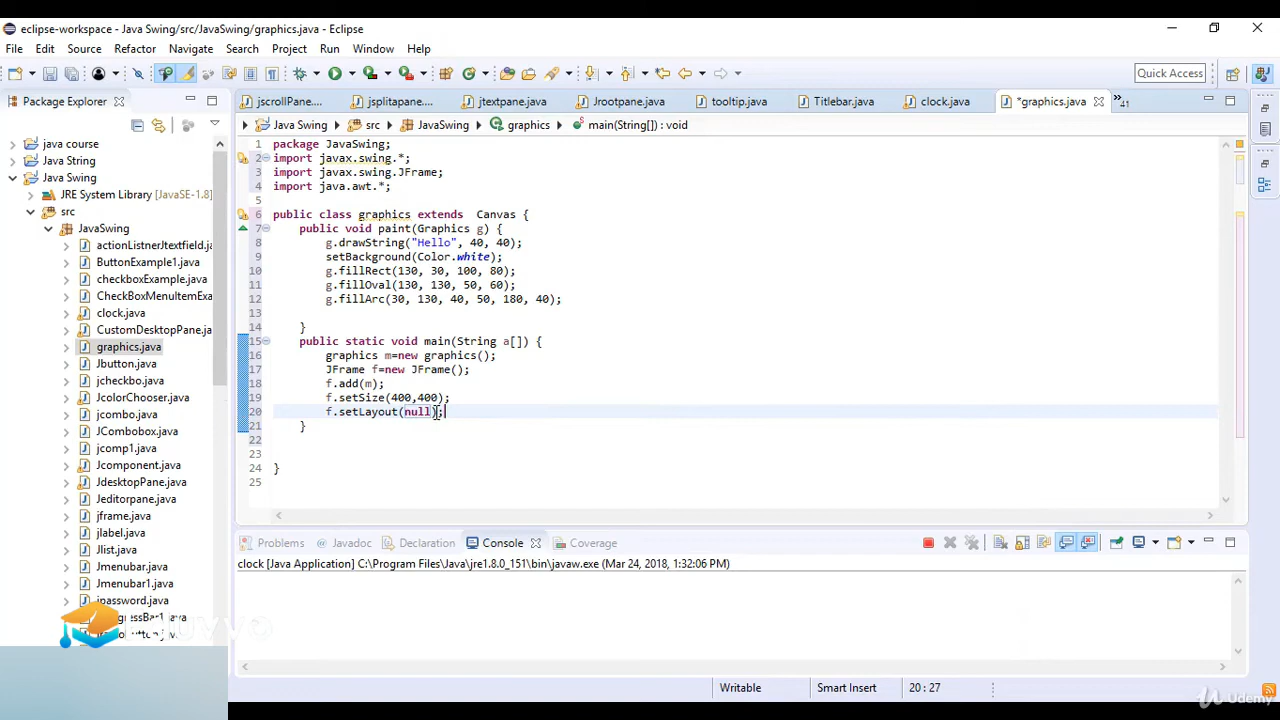 eclipse-workspace - Java Swing/src/JavaSwing/graphics.java - Eclipse
File Edit Source Refactor Navigate Search Project Run Window Help
Quick Access
Package Explorer
jscrollPane.... jsplitapane.... jtextpane.java Jrootpane.java tooltip.java Titlebar.java clock.java *graphics.java 41
Java Swing src JavaSwing graphics main(String[]) : void
java course
Java String
Java Swing
JRE System Library [JavaSE-1.8]
src
JavaSwing
actionListnerJtextfield.ja
ButtonExample1.java
checkboxExample.java
CheckBoxMenuItemExa
clock.java
CustomDesktopPane.ja
graphics.java
Jbutton.java
jcheckbo.java
JcolorChooser.java
jcombo.java
JCombobox.java
jcomp1.java
Jcomponent.java
JdesktopPane.java
Jeditorpane.java
jframe.java
jlabel.java
Jlist.java
Jmenubar.java
Jmenubar1.java
jpassword.java
1 package JavaSwing;
2 import javax.swing.*;
3 import javax.swing.JFrame;
4 import java.awt.*;
5
6 public class graphics extends  Canvas {
7     public void paint(Graphics g) {
8         g.drawString("Hello", 40, 40);
9         setBackground(Color.white);
10         g.fillRect(130, 30, 100, 80);
11         g.fillOval(130, 130, 50, 60);
12         g.fillArc(30, 130, 40, 50, 180, 40);
13
14     }
15     public static void main(String a[]) {
16         graphics m=new graphics();
17         JFrame f=new JFrame();
18         f.add(m);
19         f.setSize(400,400);
20         f.setLayout(null);
21     }
22
23
24 }
25
Problems Javadoc Declaration Console Coverage
clock [Java Application] C:\Program Files\Java\jre1.8.0_151\bin\javaw.exe (Mar 24, 2018, 1:32:06 PM)
Writable Smart Insert 20 : 27
Udemy